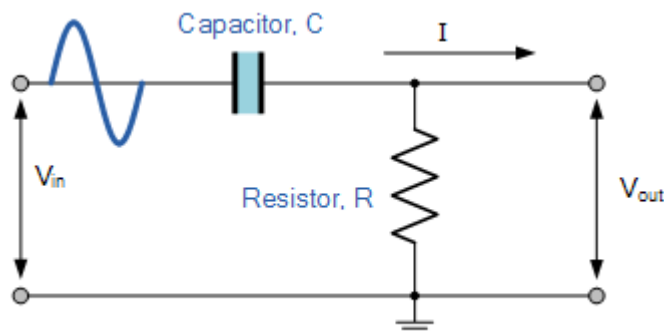 Capacitor, C
I
Vin
Resistor, R
Vout